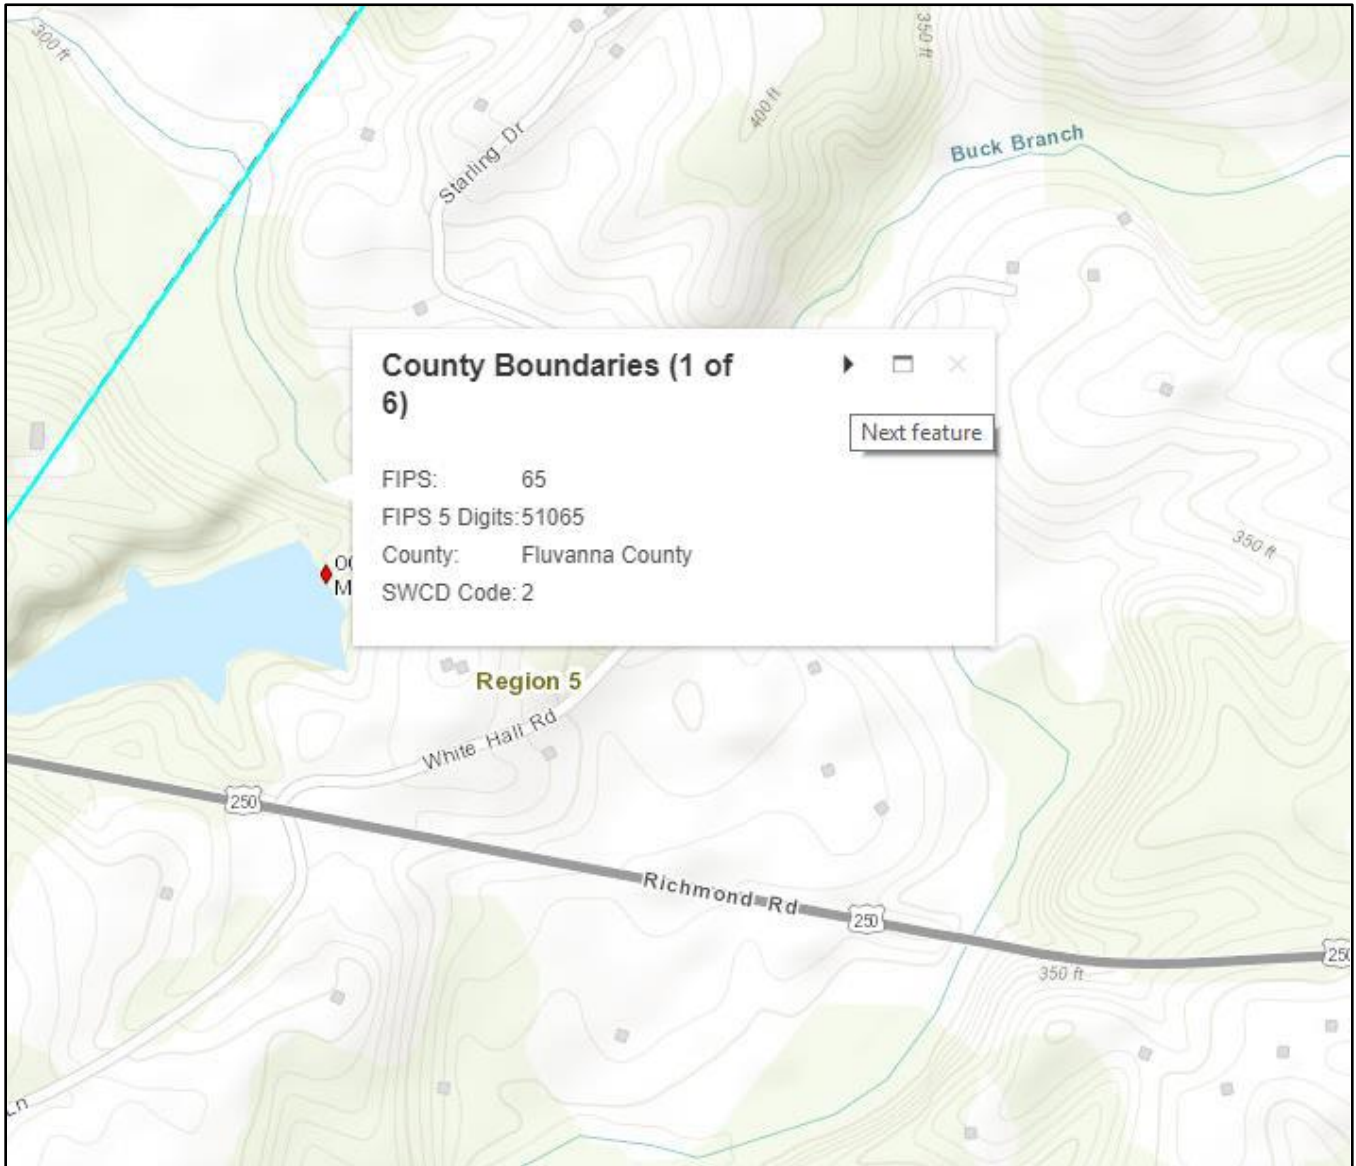 300 ft
350 ft
400 ft
Starling Dr
Buck Branch
County Boundaries (1 of
6)
Next feature
FIPS: 65
FIPS 5 Digits: 51065
County: Fluvanna County
SWCD Code: 2
350 ft
Region 5
White Hall Rd
250
Richmond Rd
250
250
350 ft
Ln